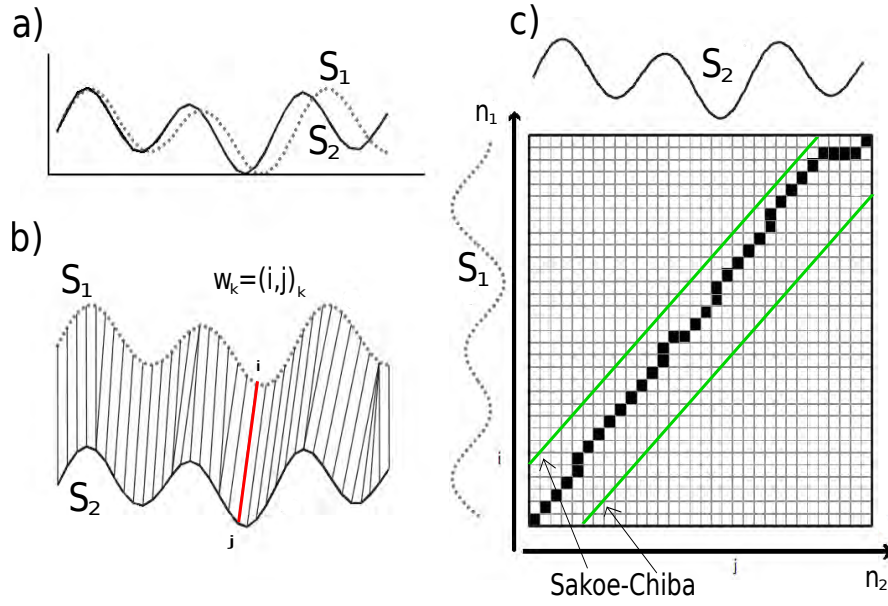 a)
S₁
S₂
b)
S₁
wₖ=(i,j)ₖ
i
S₂
j
c)
S₂
n₁
S₁
i
j
n₂
Sakoe-Chiba